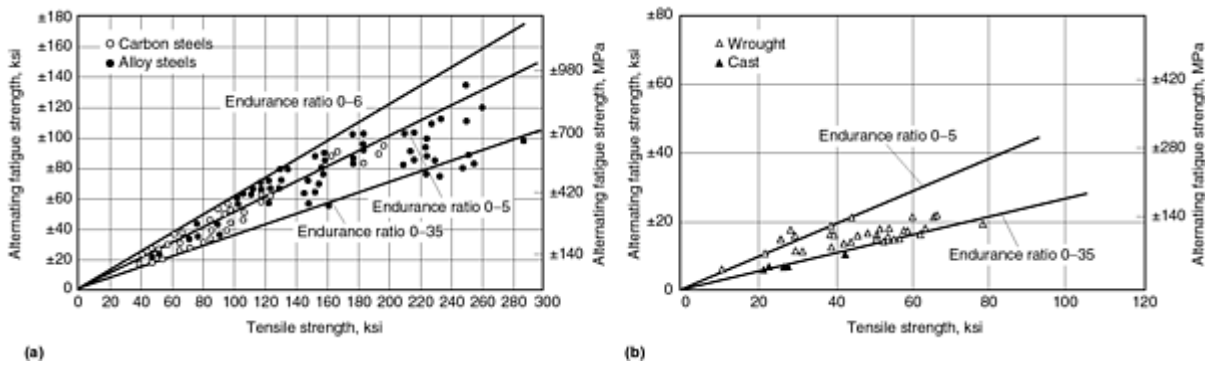 ±180
±160
±140
±120
±100
±80
±60
±40
±20
0
Alternating fatigue strength, ksi
Carbon steels
Alloy steels
Endurance ratio 0–6
Endurance ratio 0–5
Endurance ratio 0–35
±980
±700
±420
±140
Alternating fatigue strength, MPa
0 20 40 60 80 100 120 140 160 180 200 220 240 260 280 300
Tensile strength, ksi
(a)
±80
±60
±40
±20
0
Alternating fatigue strength, ksi
Wrought
Cast
Endurance ratio 0–5
Endurance ratio 0–35
±420
±280
±140
Alternating fatigue strength, MPa
0 20 40 60 80 100 120
Tensile strength, ksi
(b)